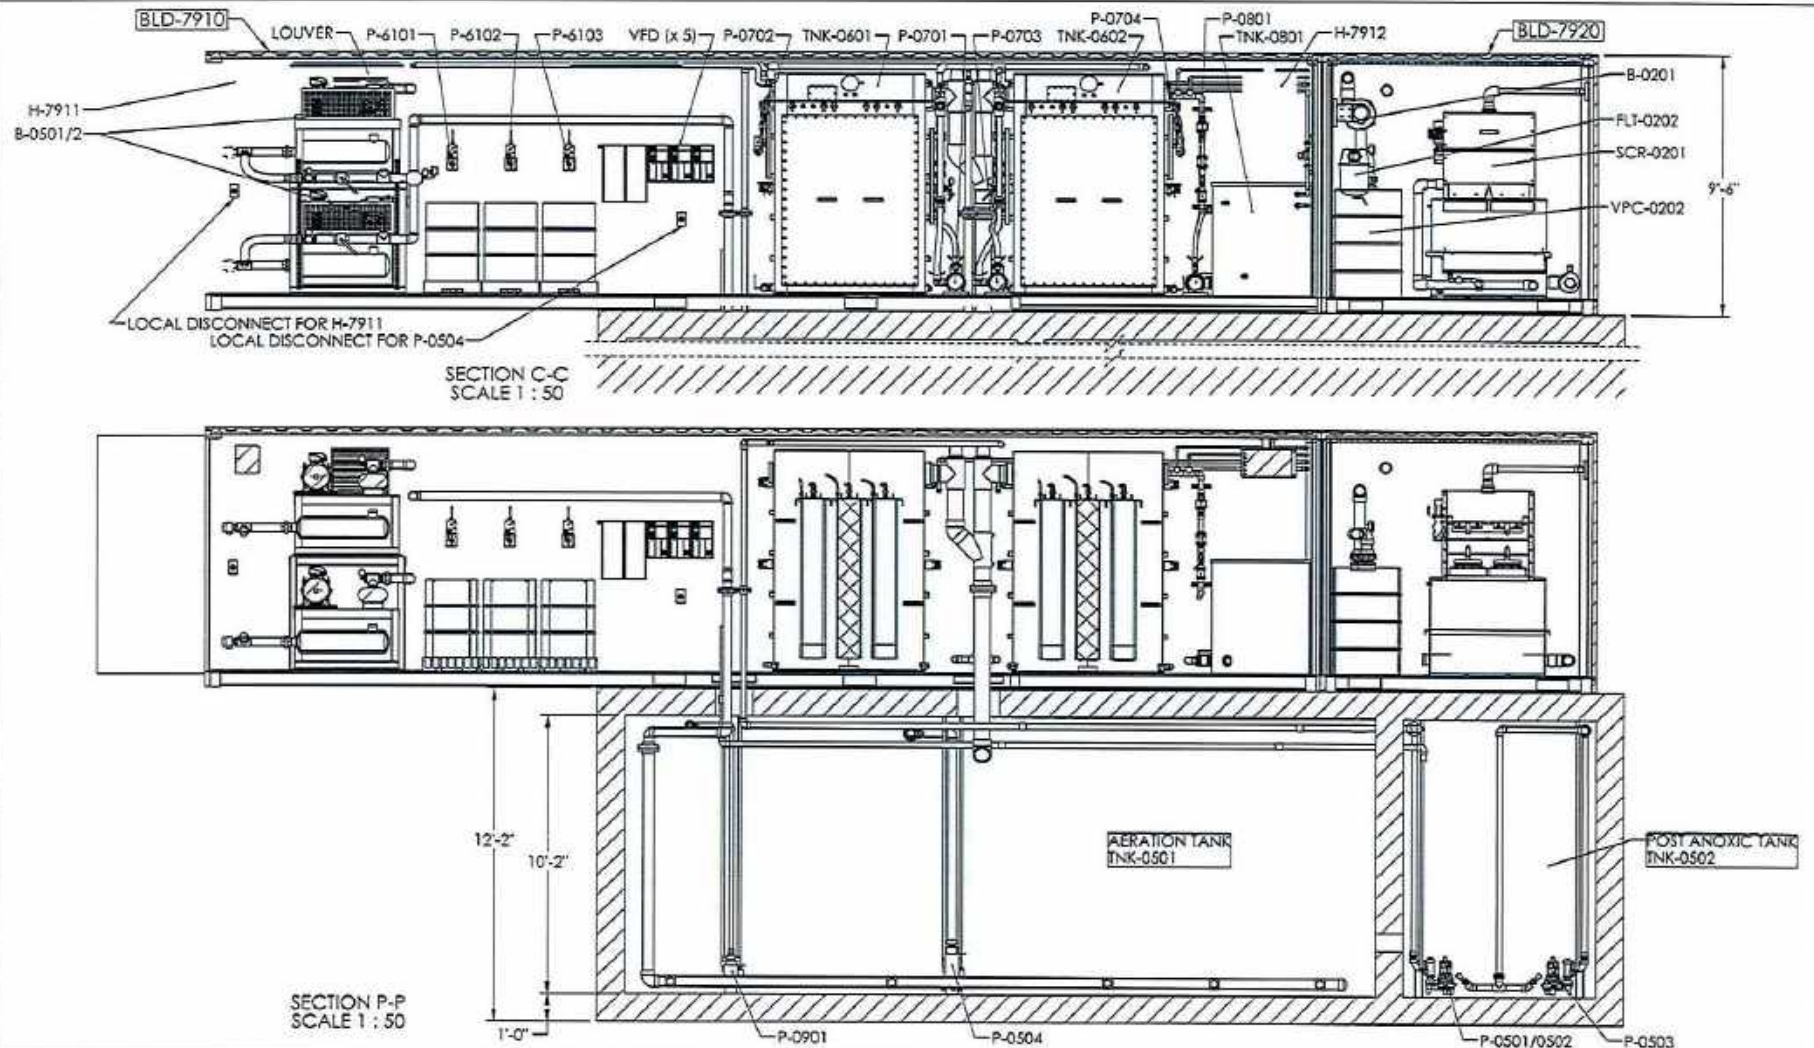 BLD-7910
LOUVER
P-6101
P-6102
P-6103
VFD (x 5)
P-0702
TNK-0601
P-0701
P-0703
P-0704
TNK-0602
P-0801
TNK-0801
H-7912
BLD-7920
H-7911
B-0501/2
B-0201
FLT-0202
SCR-0201
VPC-0202
9'-6"
LOCAL DISCONNECT FOR H-7911
LOCAL DISCONNECT FOR P-0504
SECTION C-C
SCALE 1 : 50
12'-2"
10'-2"
AERATION TANK
TNK-0501
POST ANOXIC TANK
TNK-0502
SECTION P-P
SCALE 1 : 50
1'-0"
P-0901
P-0504
P-0501/0502
P-0503